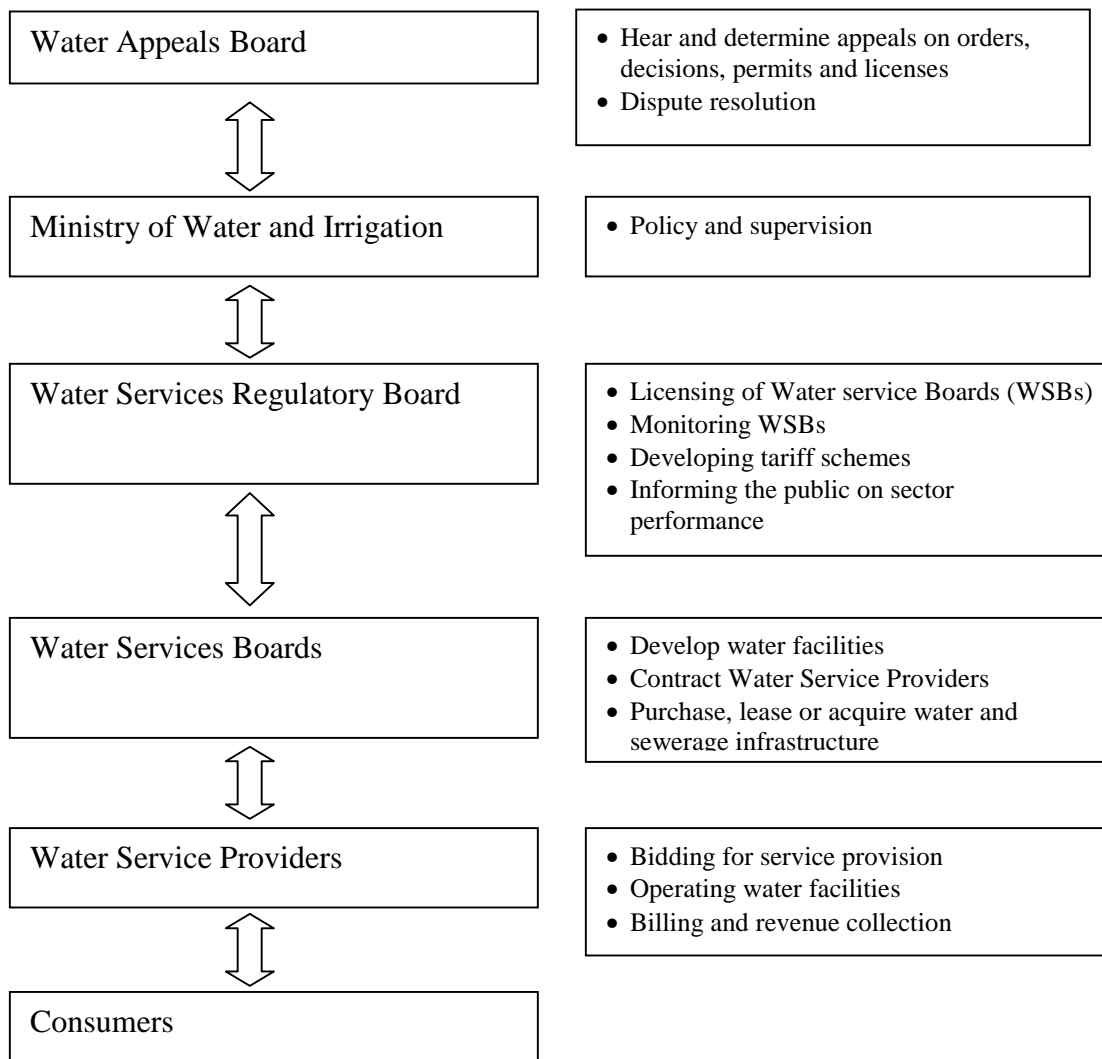 Water Appeals Board
• Hear and determine appeals on orders,
decisions, permits and licenses
• Dispute resolution
Ministry of Water and Irrigation
• Policy and supervision
Water Services Regulatory Board
• Licensing of Water service Boards (WSBs)
• Monitoring WSBs
• Developing tariff schemes
• Informing the public on sector
performance
Water Services Boards
• Develop water facilities
• Contract Water Service Providers
• Purchase, lease or acquire water and
sewerage infrastructure
Water Service Providers
• Bidding for service provision
• Operating water facilities
• Billing and revenue collection
Consumers